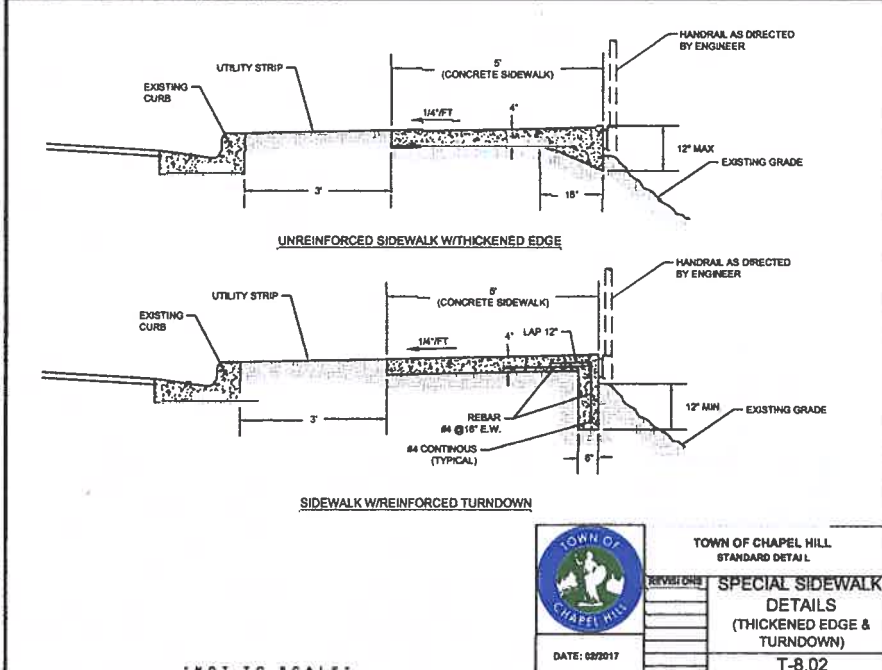 HANDRAIL AS DIRECTED
BY ENGINEER
5'
(CONCRETE SIDEWALK)
UTILITY STRIP
EXISTING
CURB
1/4"/FT
4"
12" MAX
EXISTING GRADE
3'
18"
UNREINFORCED SIDEWALK W/THICKENED EDGE
HANDRAIL AS DIRECTED
BY ENGINEER
5'
(CONCRETE SIDEWALK)
UTILITY STRIP
EXISTING
CURB
1/4"/FT
4"
LAP 12"
3'
REBAR
#4 @18" E.W.
#4 CONTINOUS
(TYPICAL)
6"
12" MIN
EXISTING GRADE
SIDEWALK W/REINFORCED TURNDOWN
TOWN OF
CHAPEL HILL
TOWN OF CHAPEL HILL
STANDARD DETAIL
REVISIONS
SPECIAL SIDEWALK
DETAILS
(THICKENED EDGE &
TURNDOWN)
DATE: 02/2017
T-8.02